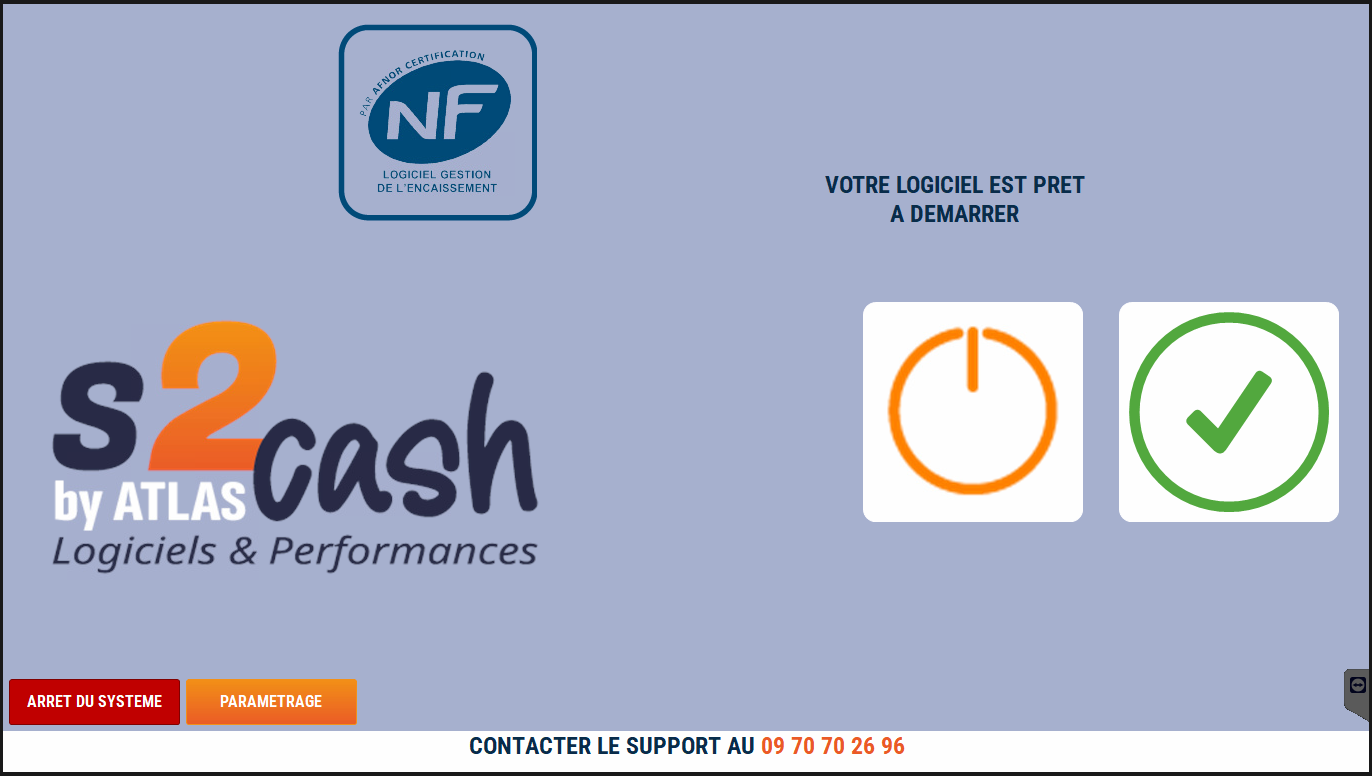 PAR AFNOR CERTIFICATION
NF
LOGICIEL GESTION
DE L'ENCAISSEMENT
VOTRE LOGICIEL EST PRET
A DEMARRER
s2cash
by ATLAS
Logiciels & Performances
ARRET DU SYSTEME
PARAMETRAGE
CONTACTER LE SUPPORT AU 09 70 70 26 96